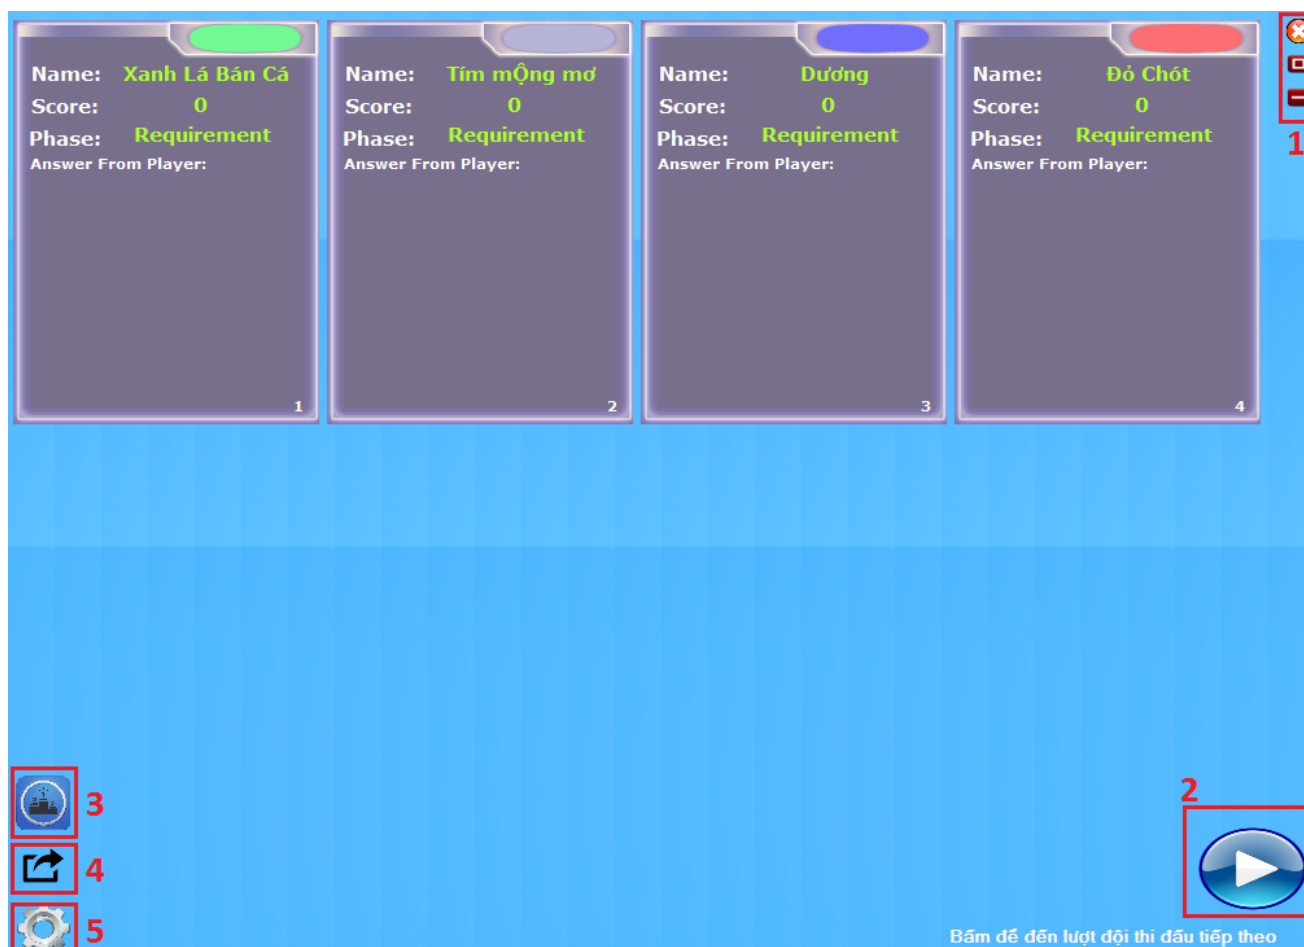 Name: Xanh Lá Bán Cá
Score: 0
Phase: Requirement
Answer From Player:
1
Name: Tím mỘng mơ
Score: 0
Phase: Requirement
Answer From Player:
2
Name: Dương
Score: 0
Phase: Requirement
Answer From Player:
3
Name: Đỏ Chót
Score: 0
Phase: Requirement
Answer From Player:
4
1
2
3
4
5
Bấm để đến lượt đội thi đấu tiếp theo